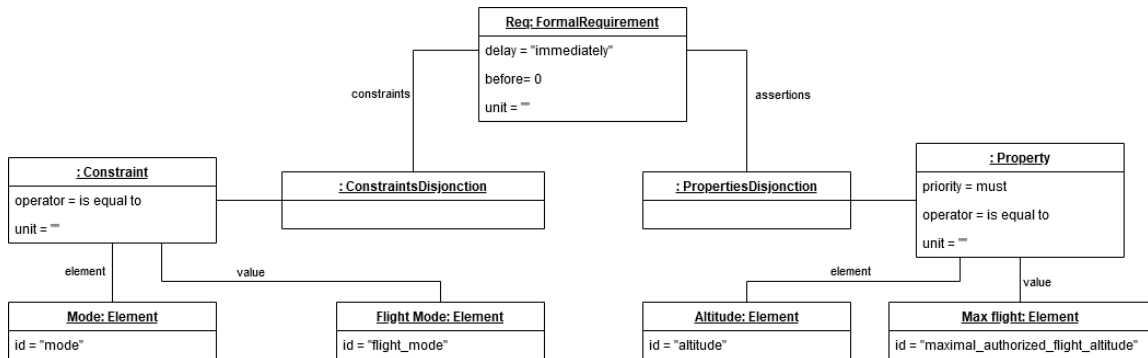 Req: FormalRequirement
delay = "immediately"
before= 0
unit = ""
constraints
assertions
: Constraint
operator = is equal to
unit = ""
: ConstraintsDisjonction
: PropertiesDisjonction
: Property
priority = must
operator = is equal to
unit = ""
element
value
element
value
Mode: Element
id = "mode"
Flight Mode: Element
id = "flight_mode"
Altitude: Element
id = "altitude"
Max flight: Element
id = "maximal_authorized_flight_altitude"